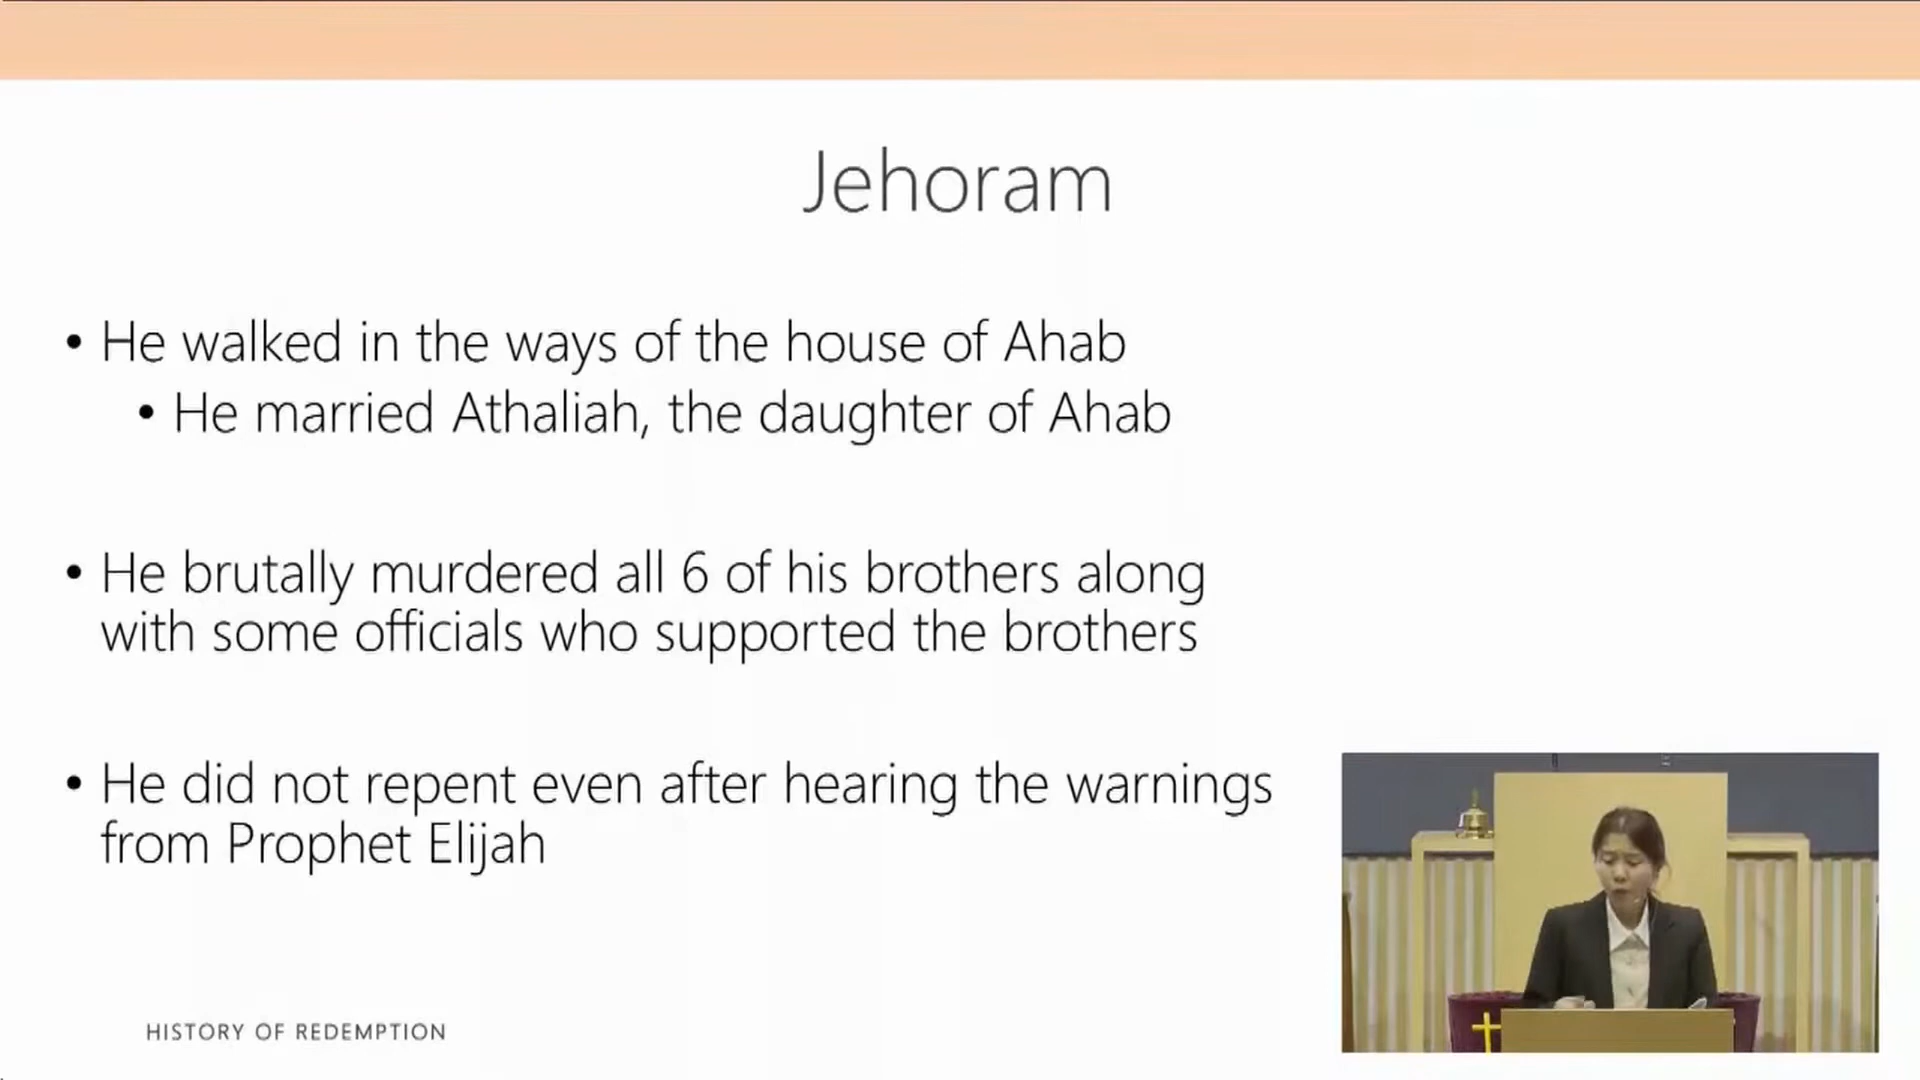 Jehoram
• He walked in the ways of the house of Ahab
• He married Athaliah, the daughter of Ahab
• He brutally murdered all 6 of his brothers along
with some officials who supported the brothers
• He did not repent even after hearing the warnings
from Prophet Elijah
HISTORY OF REDEMPTION